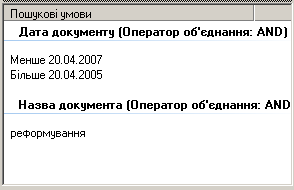 Пошукові умови
Дата документу (Оператор об'єднання: AND)
Менше 20.04.2007
Більше 20.04.2005
Назва документа (Оператор об'єднання: AND
реформування